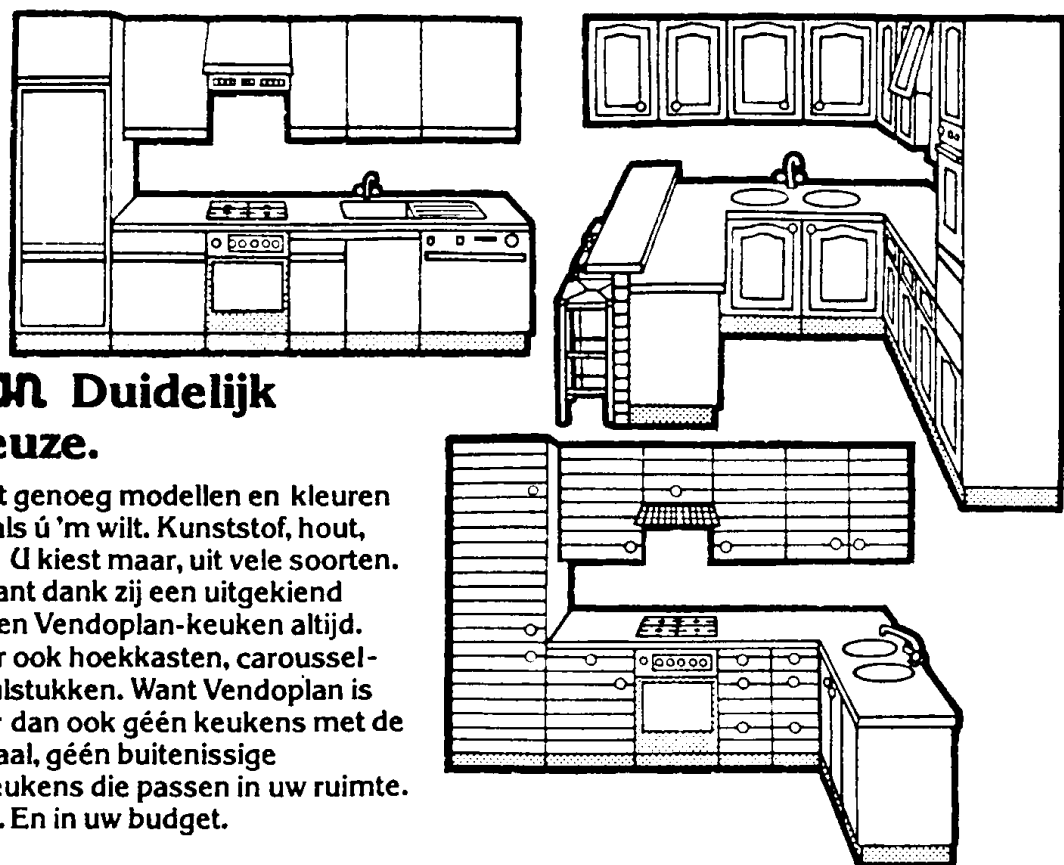 Duidelijk
euze.
t genoeg modellen en kleuren
als ú 'm wilt. Kunststof, hout,
U kiest maar, uit vele soorten.
ant dank zij een uitgekiend
en Vendoplan-keuken altijd.
r ook hoekkasten, caroussel-
lstukken. Want Vendoplan is
r dan ook géén keukens met de
aal, géén buitenissige
eukens die passen in uw ruimte.
. En in uw budget.